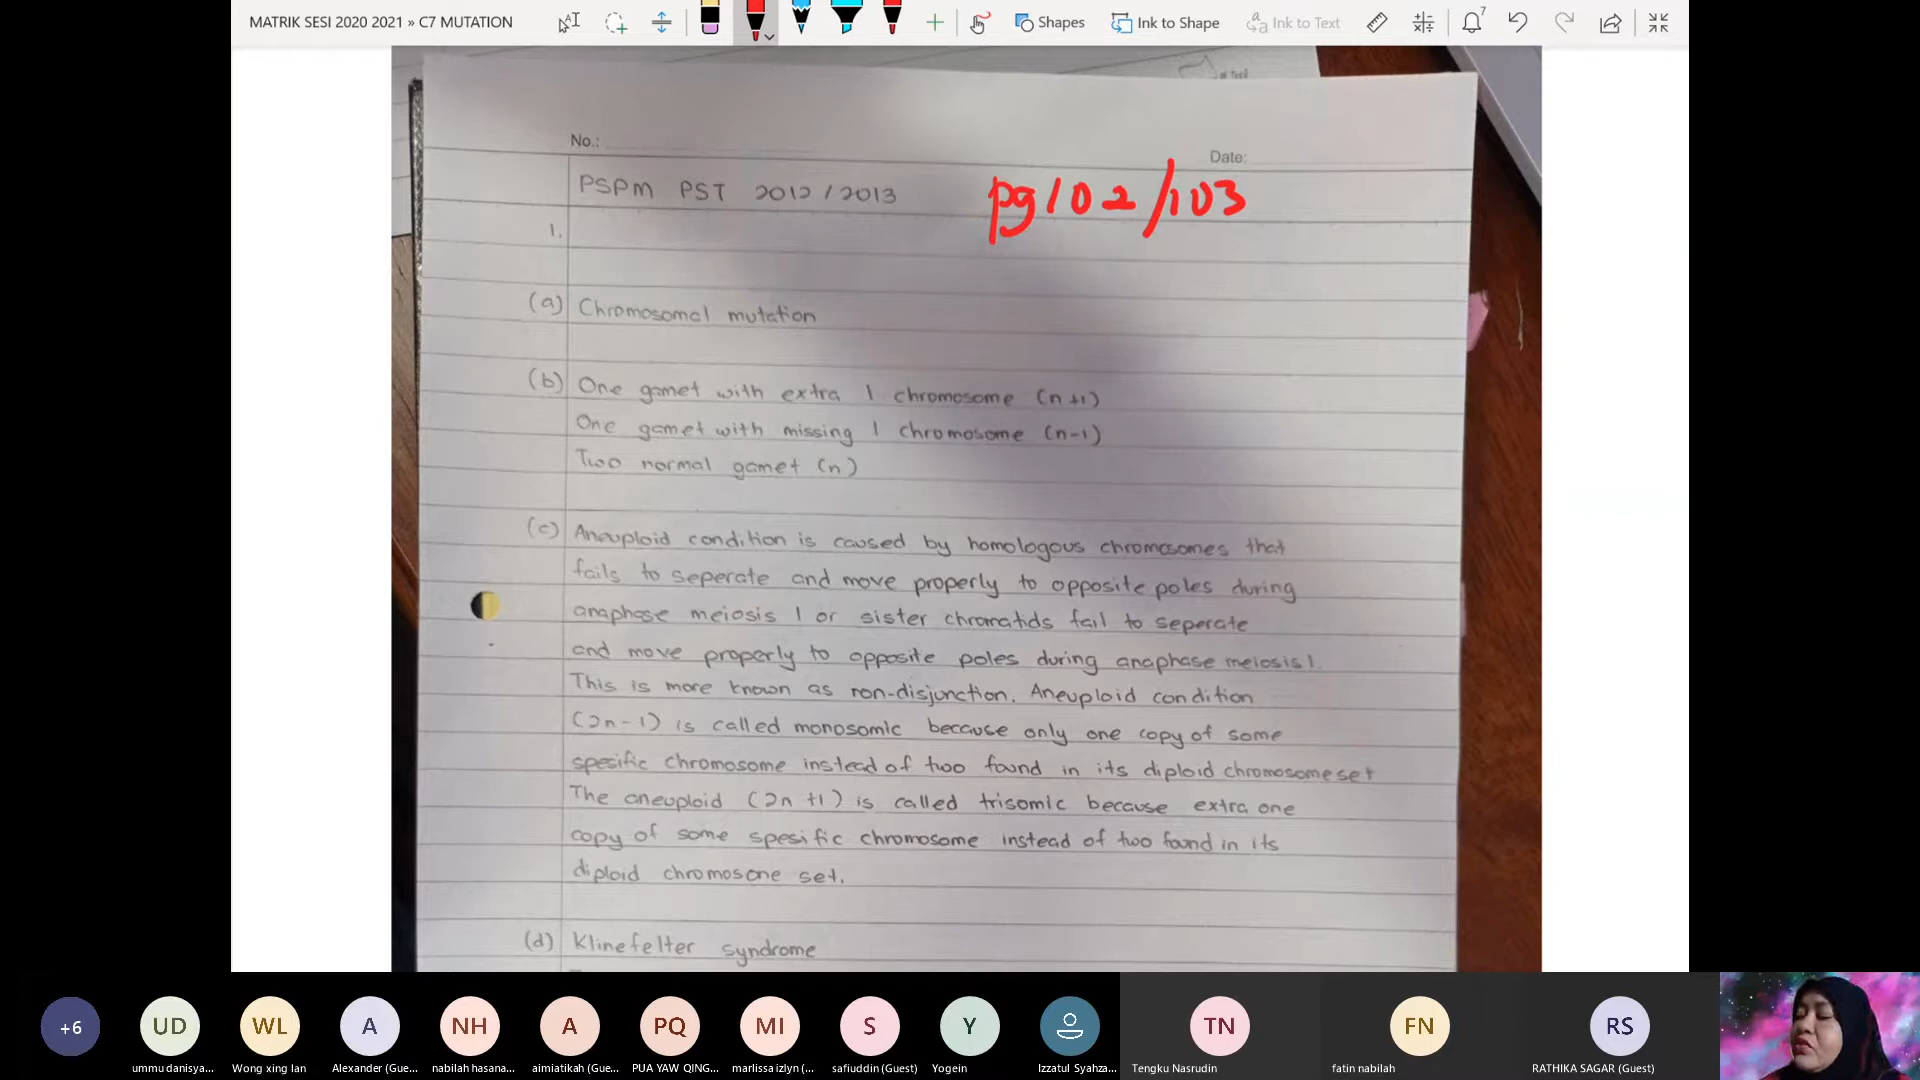 MATRIK SESI 2020 2021 » C7 MUTATION
Shapes
Ink to Shape
Ink to Text
7
No.:
Date:
PSPM PST 2012/2013
pg102/103
1.
(a) Chromosomal mutation
(b) One gamet with extra 1 chromosome (n+1)
One gamet with missing 1 chromosome (n-1)
Two normal gamet (n)
(c) Aneuploid condition is caused by homologous chromosomes that
fails to seperate and move properly to opposite poles during
anaphase meiosis 1 or sister chromatids fail to seperate
and move properly to opposite poles during anaphase meiosis 1.
This is more known as non-disjunction. Aneuploid condition
(2n-1) is called monosomic because only one copy of some
spesific chromosome instead of two found in its diploid chromosome set
The aneuploid (2n+1) is called trisomic because extra one
copy of some spesific chromosome instead of two found in its
diploid chromosone set.
(d) Klinefelter syndrome
+6
UD
WL
A
NH
A
PQ
MI
S
Y
TN
FN
RS
ummu danisya...
Wong xing lan
Alexander (Gue...
nabilah hasana...
aimiatikah (Gue...
PUA YAW QING...
marlissa izlyn (...
safiuddin (Guest)
Yogein
Izzatul Syahza...
Tengku Nasrudin
fatin nabilah
RATHIKA SAGAR (Guest)